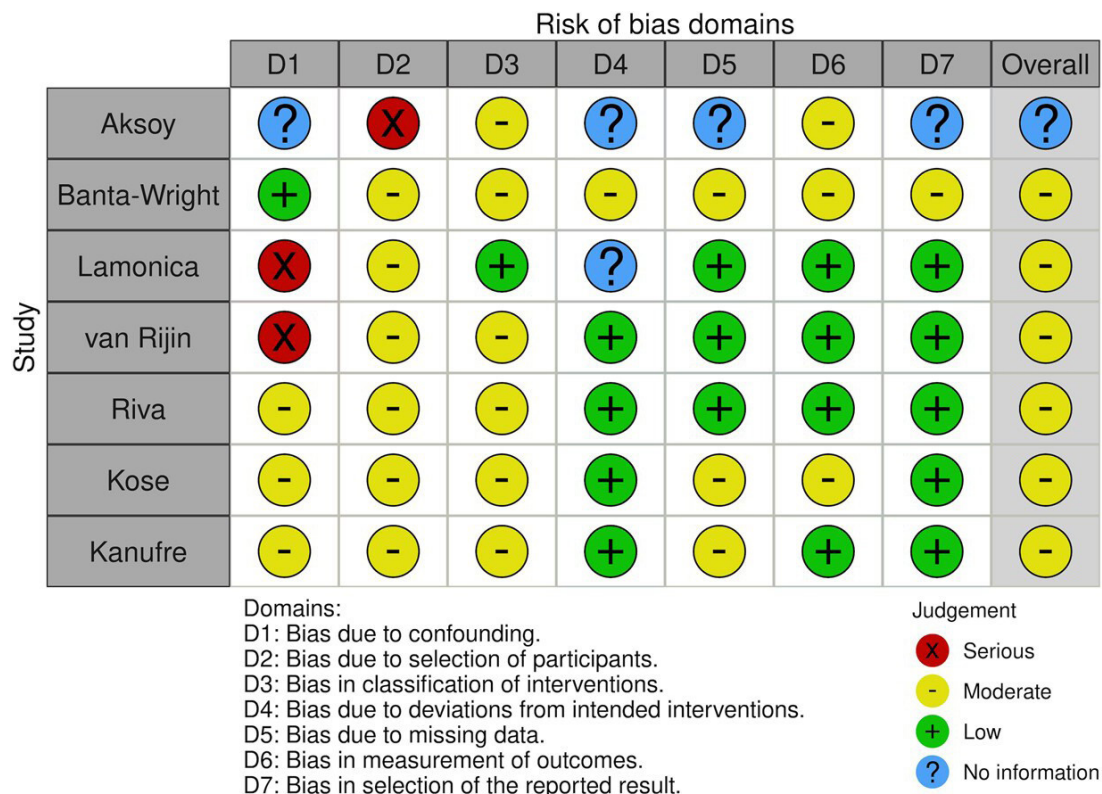 Risk of bias domains
D1 D2 D3 D4 D5 D6 D7 Overall
Study
Aksoy ? X - ? ? - ? ?
Banta-Wright + - - - - - - -
Lamonica X - + ? + + + -
van Rijin X - - + + + + -
Riva - - - + + + + -
Kose - - - + - - + -
Kanufre - - - + - + + -
Domains:
D1: Bias due to confounding.
D2: Bias due to selection of participants.
D3: Bias in classification of interventions.
D4: Bias due to deviations from intended interventions.
D5: Bias due to missing data.
D6: Bias in measurement of outcomes.
D7: Bias in selection of the reported result.
Judgement
X Serious
- Moderate
+ Low
? No information